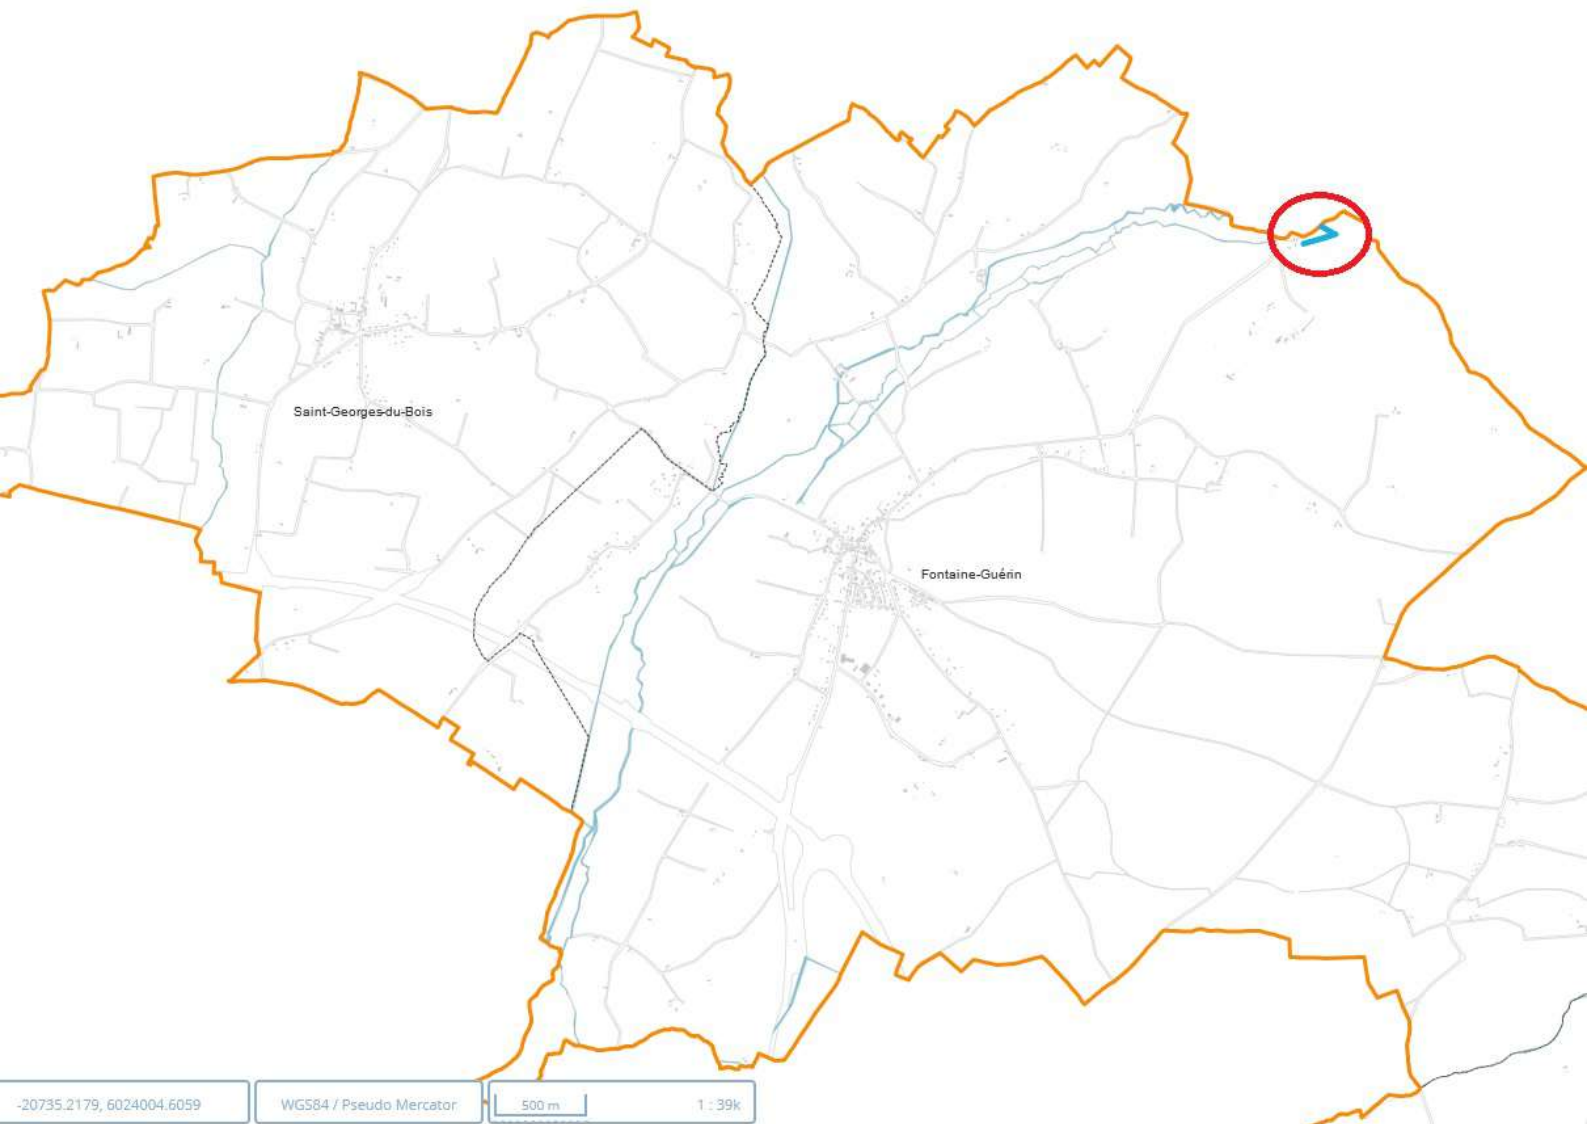 Saint-Georges-du-Bois
Fontaine-Guérin
-20735.2179, 6024004.6059
WGS84 / Pseudo Mercator
500 m
1 : 39k